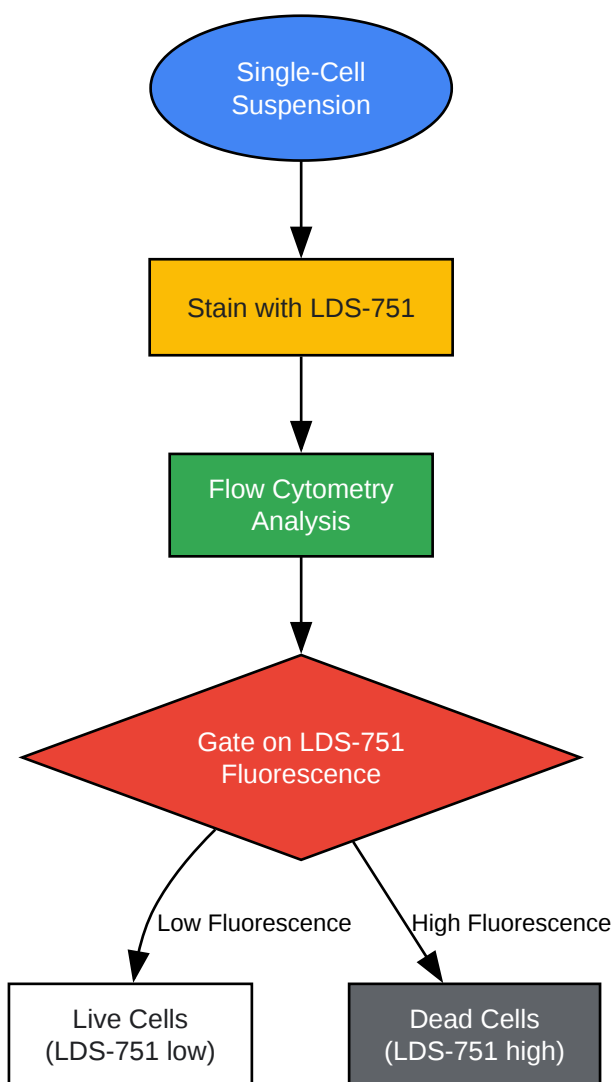 Single-Cell
Suspension
Stain with LDS-751
Flow Cytometry
Analysis
Gate on LDS-751
Fluorescence
Low Fluorescence
High Fluorescence
Live Cells
(LDS-751 low)
Dead Cells
(LDS-751 high)